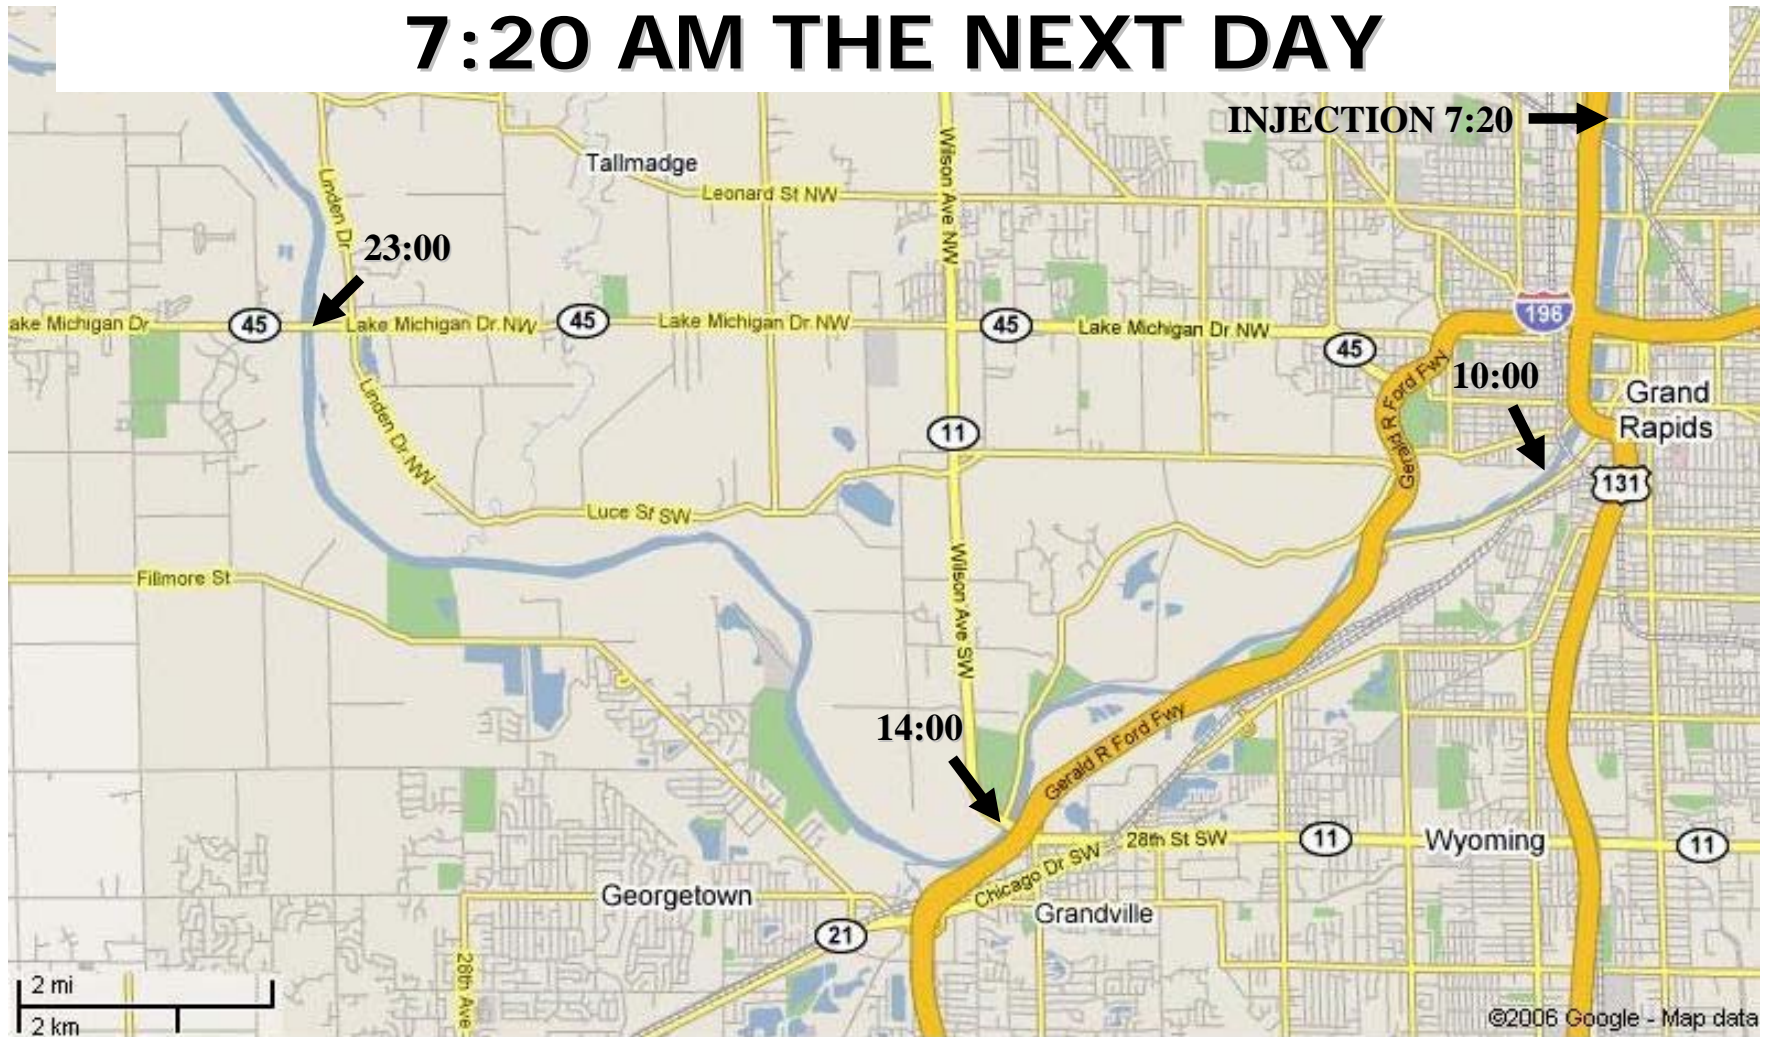 7:20 AM THE NEXT DAY
INJECTION 7:20
Tallmadge
Leonard St NW
Wilson Ave NW
Linden Dr
23:00
ake Michigan Dr
45
Lake Michigan Dr NW
45
Lake Michigan Dr NW
45
Lake Michigan Dr NW
196
45
Gerald R Ford Fwy
10:00
Grand
Rapids
Linden Dr NW
11
Gerald R Ford Fwy
131
Luce St SW
Fillmore St
Wilson Ave SW
14:00
Gerald R Ford Fwy
28th St SW
11
Wyoming
11
Chicago Dr SW
Georgetown
Grandville
21
28th Ave
2 mi
2 km
©2006 Google - Map data